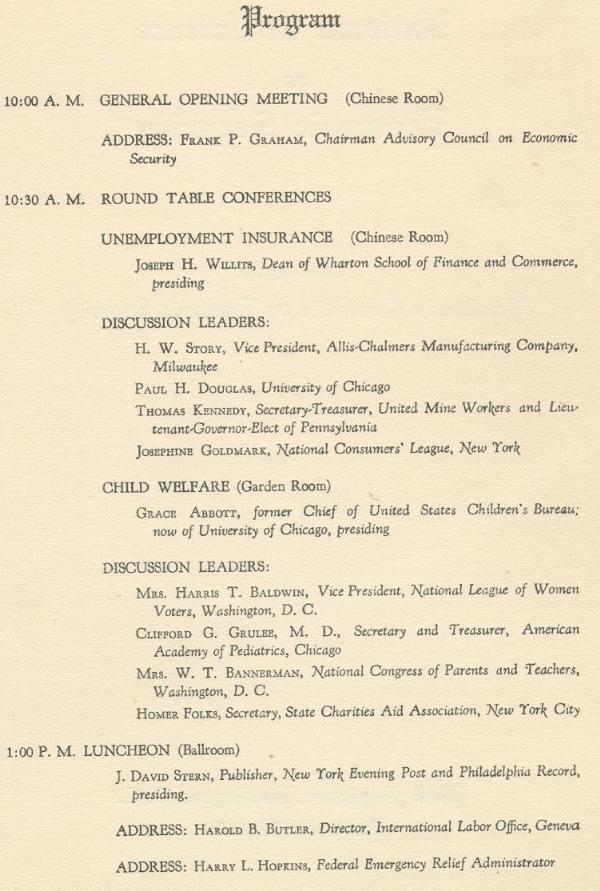 Program
10:00 A. M. GENERAL OPENING MEETING (Chinese Room)
ADDRESS: FRANK P. GRAHAM, Chairman Advisory Council on Economic
Security
10:30 A. M. ROUND TABLE CONFERENCES
UNEMPLOYMENT INSURANCE (Chinese Room)
JOSEPH H. WILLITS, Dean of Wharton School of Finance and Commerce,
presiding
DISCUSSION LEADERS:
H. W. STORY, Vice President, Allis-Chalmers Manufacturing Company,
Milwaukee
PAUL H. DOUGLAS, University of Chicago
THOMAS KENNEDY, Secretary-Treasurer, United Mine Workers and Lieu-
tenant-Governor-Elect of Pennsylvania
JOSEPHINE GOLDMARK, National Consumers' League, New York
CHILD WELFARE (Garden Room)
GRACE ABBOTT, former Chief of United States Children's Bureau;
now of University of Chicago, presiding
DISCUSSION LEADERS:
MRS. HARRIS T. BALDWIN, Vice President, National League of Women
Voters, Washington, D. C.
CLIFFORD G. GRULEE, M. D., Secretary and Treasurer, American
Academy of Pediatrics, Chicago
MRS. W. T. BANNERMAN, National Congress of Parents and Teachers,
Washington, D. C.
HOMER FOLKS, Secretary, State Charities Aid Association, New York City
1:00 P. M. LUNCHEON (Ballroom)
J. DAVID STERN, Publisher, New York Evening Post and Philadelphia Record,
presiding.
ADDRESS: HAROLD B. BUTLER, Director, International Labor Office, Geneva
ADDRESS: HARRY L. HOPKINS, Federal Emergency Relief Administrator